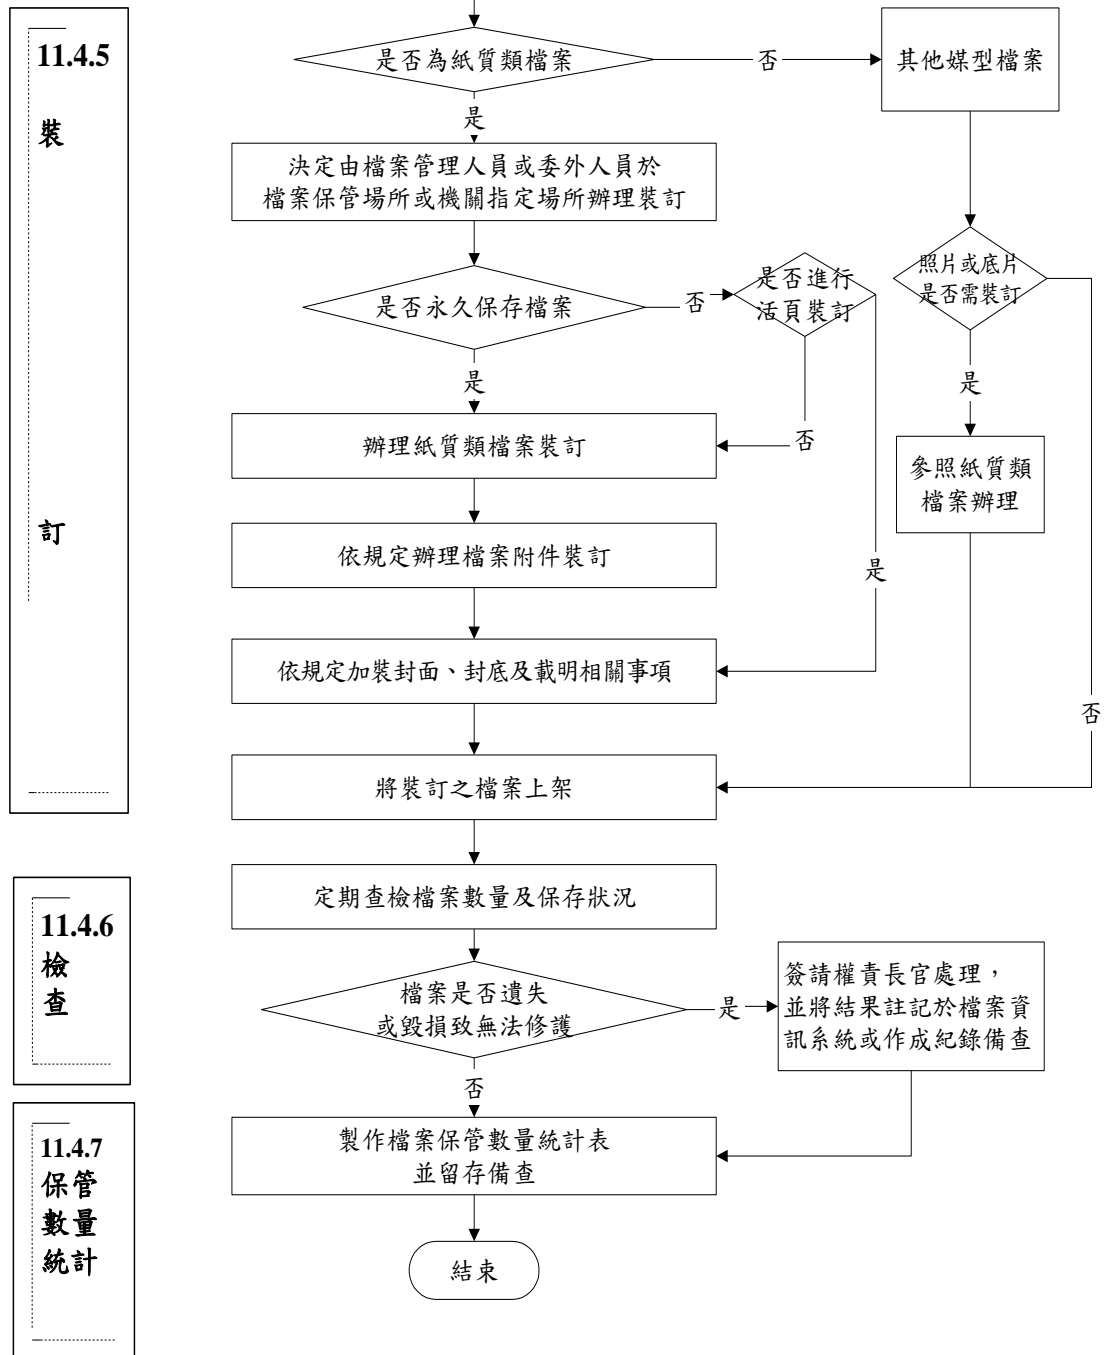 11.4.5
裝
訂
是否為紙質類檔案
否
其他媒型檔案
是
決定由檔案管理人員或委外人員於
檔案保管場所或機關指定場所辦理裝訂
照片或底片
是否需裝訂
是否永久保存檔案
否
是否進行
活頁裝訂
是
是
辦理紙質類檔案裝訂
否
參照紙質類
檔案辦理
依規定辦理檔案附件裝訂
是
依規定加裝封面、封底及載明相關事項
否
將裝訂之檔案上架
11.4.6
檢
查
定期查檢檔案數量及保存狀況
檔案是否遺失
或毀損致無法修護
是
簽請權責長官處理，
並將結果註記於檔案資
訊系統或作成紀錄備查
否
11.4.7
保管
數量
統計
製作檔案保管數量統計表
並留存備查
結束